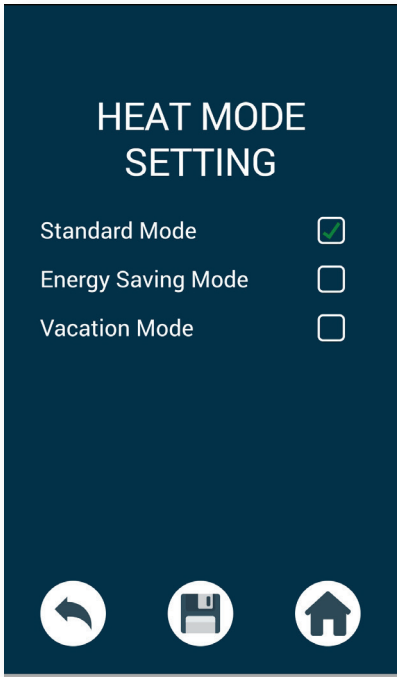 HEAT MODE
SETTING
Standard Mode
Energy Saving Mode
Vacation Mode